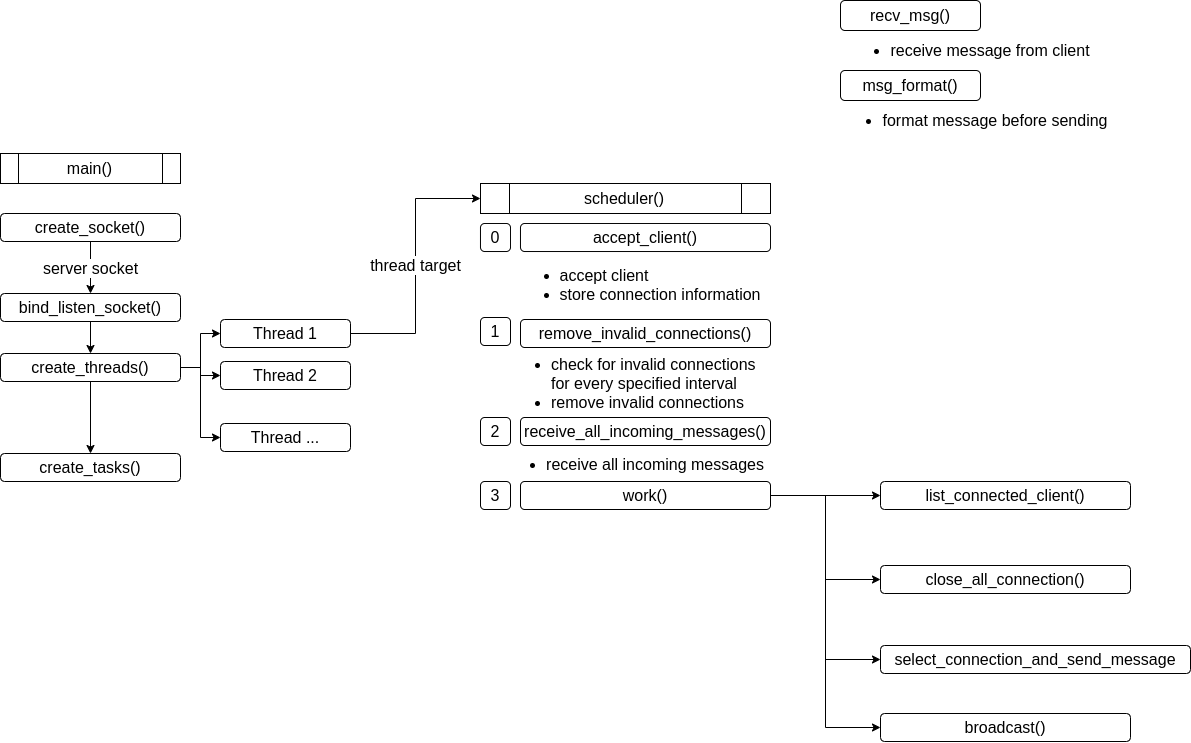 recv_msg()
receive message from client
msg_format()
format message before sending
main()
create_socket()
server socket
bind_listen_socket()
create_threads()
create_tasks()
Thread 1
Thread 2
Thread ...
thread target
scheduler()
0
accept_client()
accept client
store connection information
1
remove_invalid_connections()
check for invalid connections
for every specified interval
remove invalid connections
2
receive_all_incoming_messages()
receive all incoming messages
3
work()
list_connected_client()
close_all_connection()
select_connection_and_send_message
broadcast()